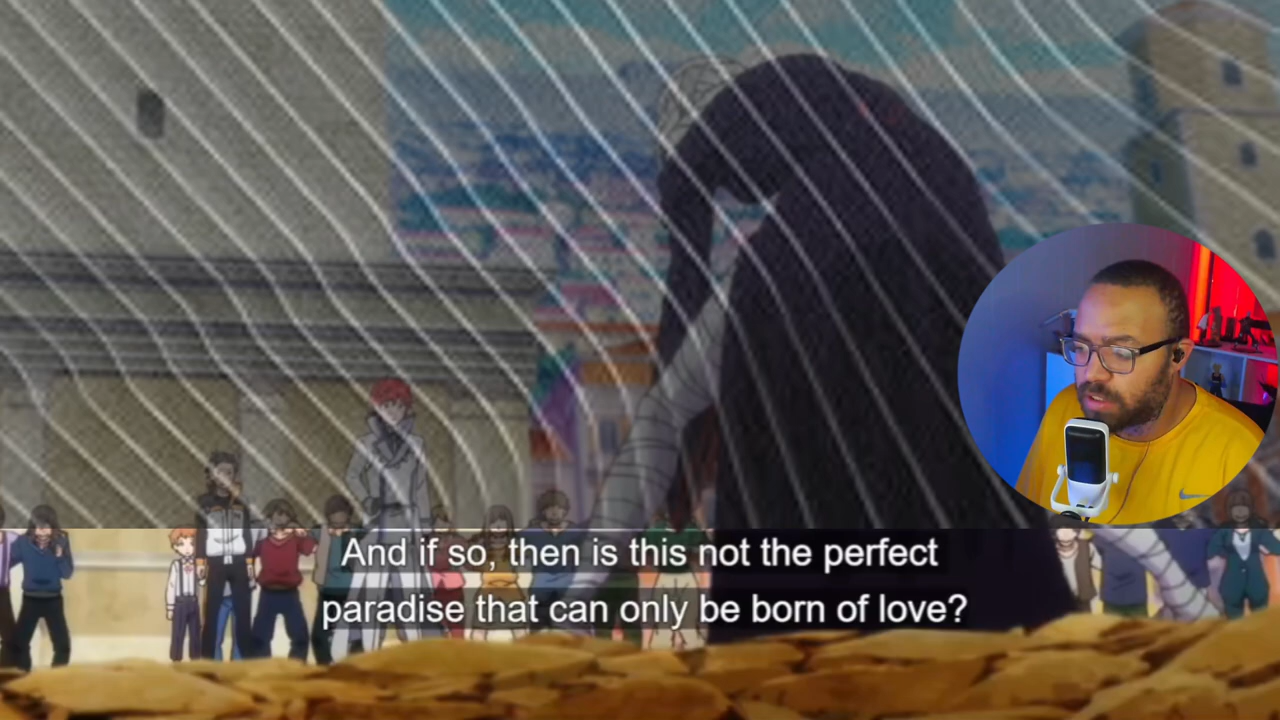 And if so, then is this not the perfect
paradise that can only be born of love?